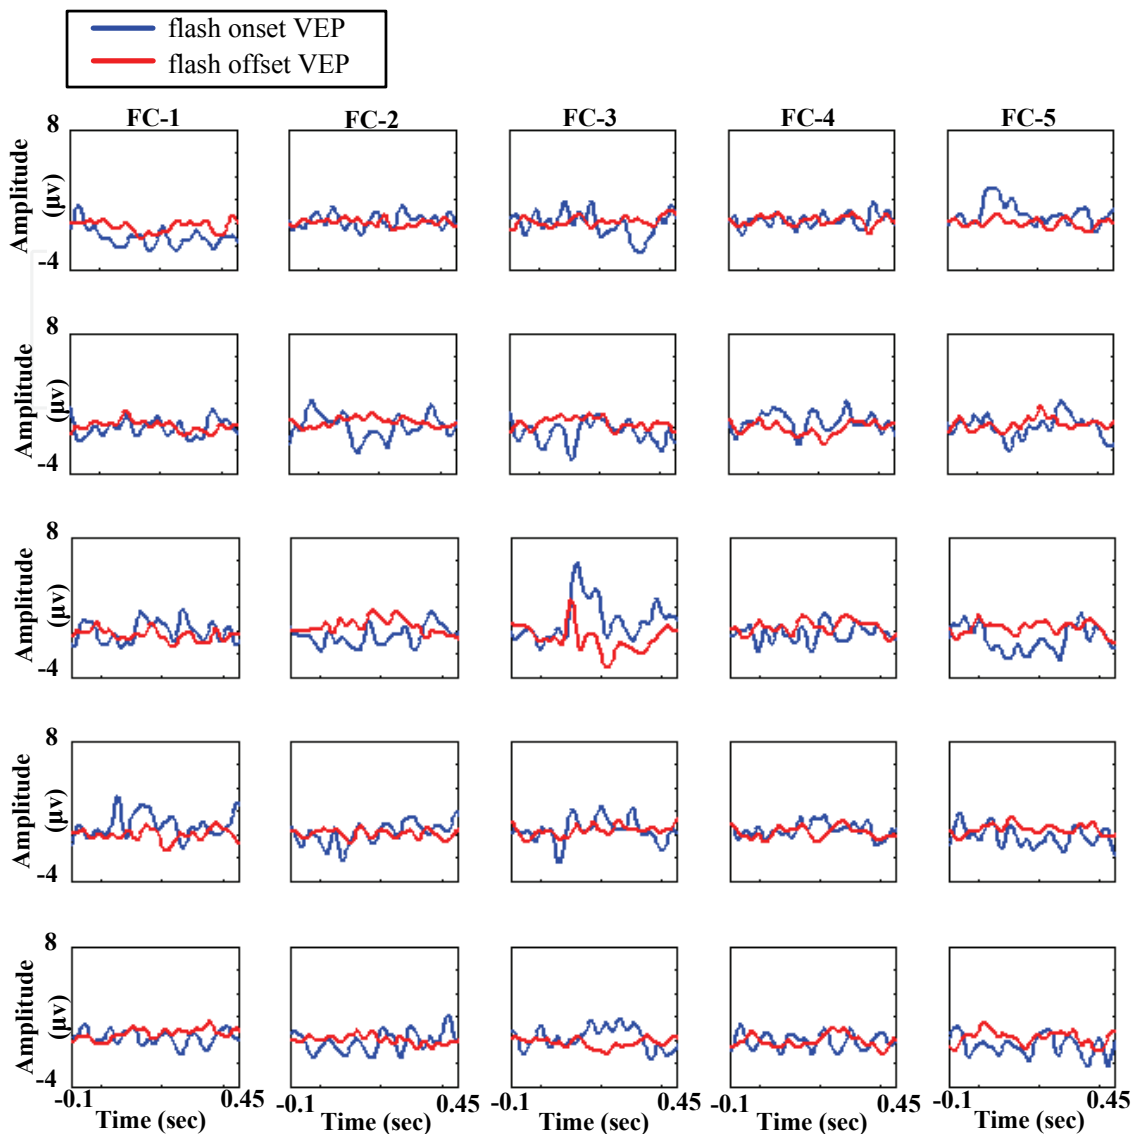 flash onset VEP
flash offset VEP
FC-1 FC-2 FC-3 FC-4 FC-5
8
Amplitude
(μv)
-4
8
Amplitude
(μv)
-4
8
Amplitude
(μv)
-4
8
Amplitude
(μv)
-4
8
Amplitude
(μv)
-4
-0.1 0.45 -0.1 0.45 -0.1 0.45 -0.1 0.45 -0.1 0.45
Time (sec) Time (sec) Time (sec) Time (sec) Time (sec)